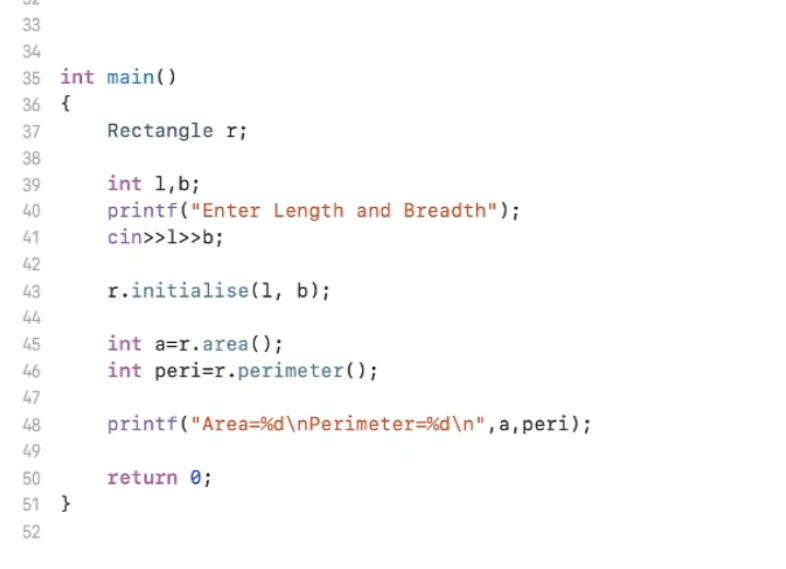 32
33
34
35 int main()
36 {
37     Rectangle r;
38
39     int l,b;
40     printf("Enter Length and Breadth");
41     cin>>l>>b;
42
43     r.initialise(l, b);
44
45     int a=r.area();
46     int peri=r.perimeter();
47
48     printf("Area=%d\nPerimeter=%d\n",a,peri);
49
50     return 0;
51 }
52